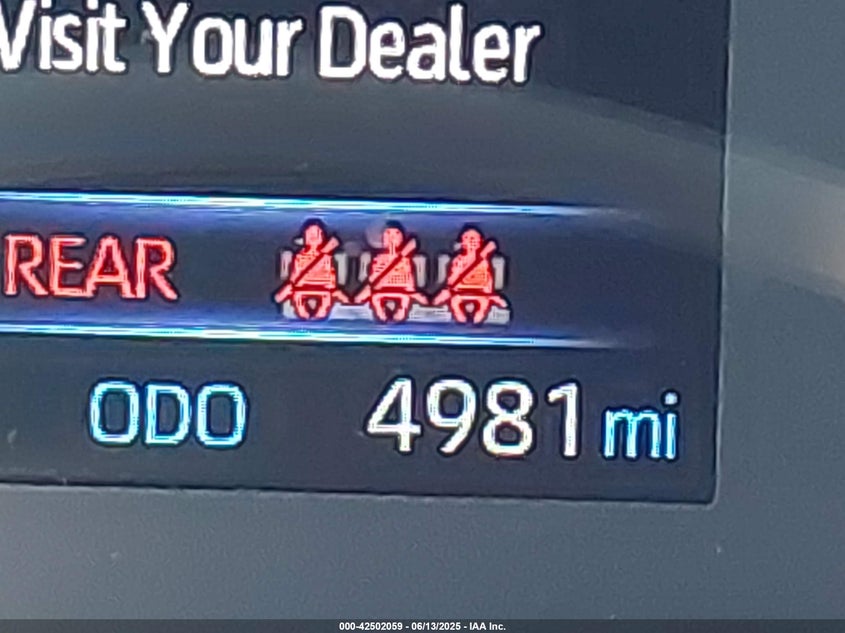 Visit Your Dealer
REAR
ODO 4981 mi
000-42502059 - 06/13/2025 - IAA Inc.